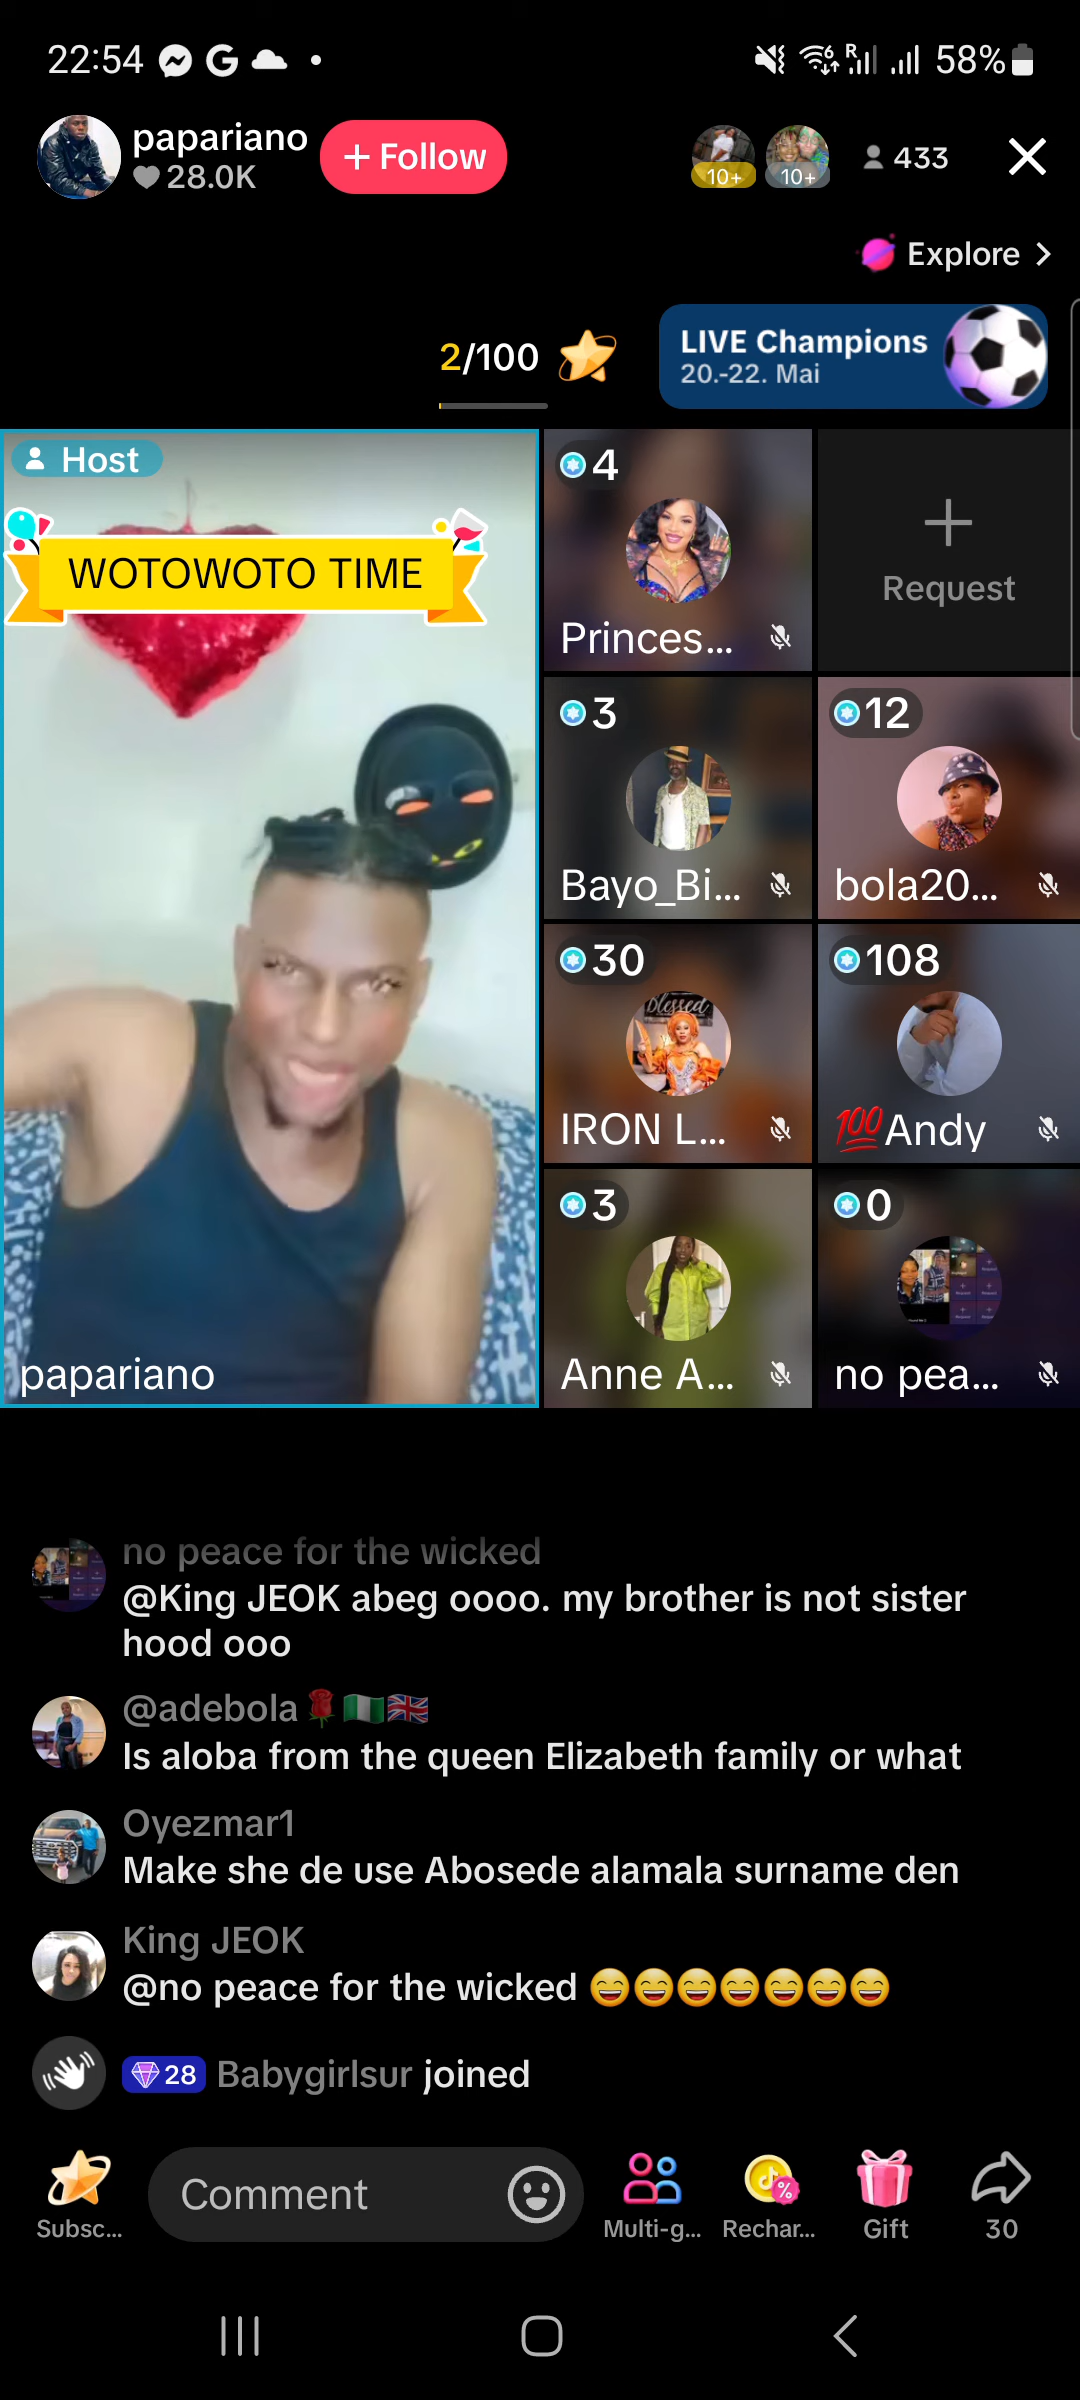 22:54
58%
papariano
28.0K
+ Follow
10+
10+
433
Explore
2/100
LIVE Champions
20.-22. Mai
Host
WOTOWOTO TIME
papariano
4
Princes...
Request
3
Bayo_Bi...
12
bola20...
30
Blessed
IRON L...
108
💯Andy
3
Anne A...
0
no pea...
no peace for the wicked
@King JEOK abeg oooo. my brother is not sister
hood ooo
@adebola🌹🇳🇬🇬🇧
Is aloba from the queen Elizabeth family or what
Oyezmar1
Make she de use Abosede alamala surname den
King JEOK
@no peace for the wicked 😄😄😄😄😄😄😄
28 Babygirlsur joined
Comment
Subsc...
Multi-g...
Rechar...
Gift
30